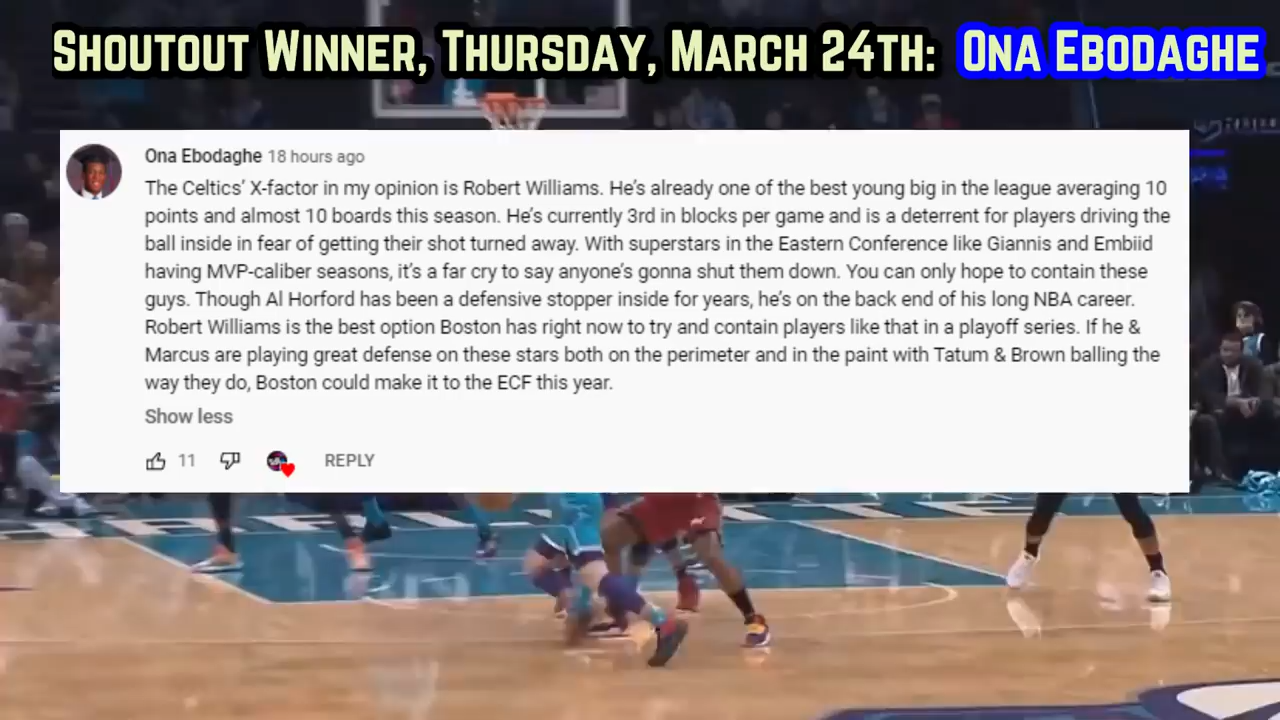 Shoutout Winner, Thursday, March 24th: Ona Ebodaghe
Ona Ebodaghe 18 hours ago
The Celtics’ X-factor in my opinion is Robert Williams. He’s already one of the best young big in the league averaging 10
points and almost 10 boards this season. He’s currently 3rd in blocks per game and is a deterrent for players driving the
ball inside in fear of getting their shot turned away. With superstars in the Eastern Conference like Giannis and Embiid
having MVP-caliber seasons, it’s a far cry to say anyone’s gonna shut them down. You can only hope to contain these
guys. Though Al Horford has been a defensive stopper inside for years, he’s on the back end of his long NBA career.
Robert Williams is the best option Boston has right now to try and contain players like that in a playoff series. If he &
Marcus are playing great defense on these stars both on the perimeter and in the paint with Tatum & Brown balling the
way they do, Boston could make it to the ECF this year.
Show less
11
REPLY